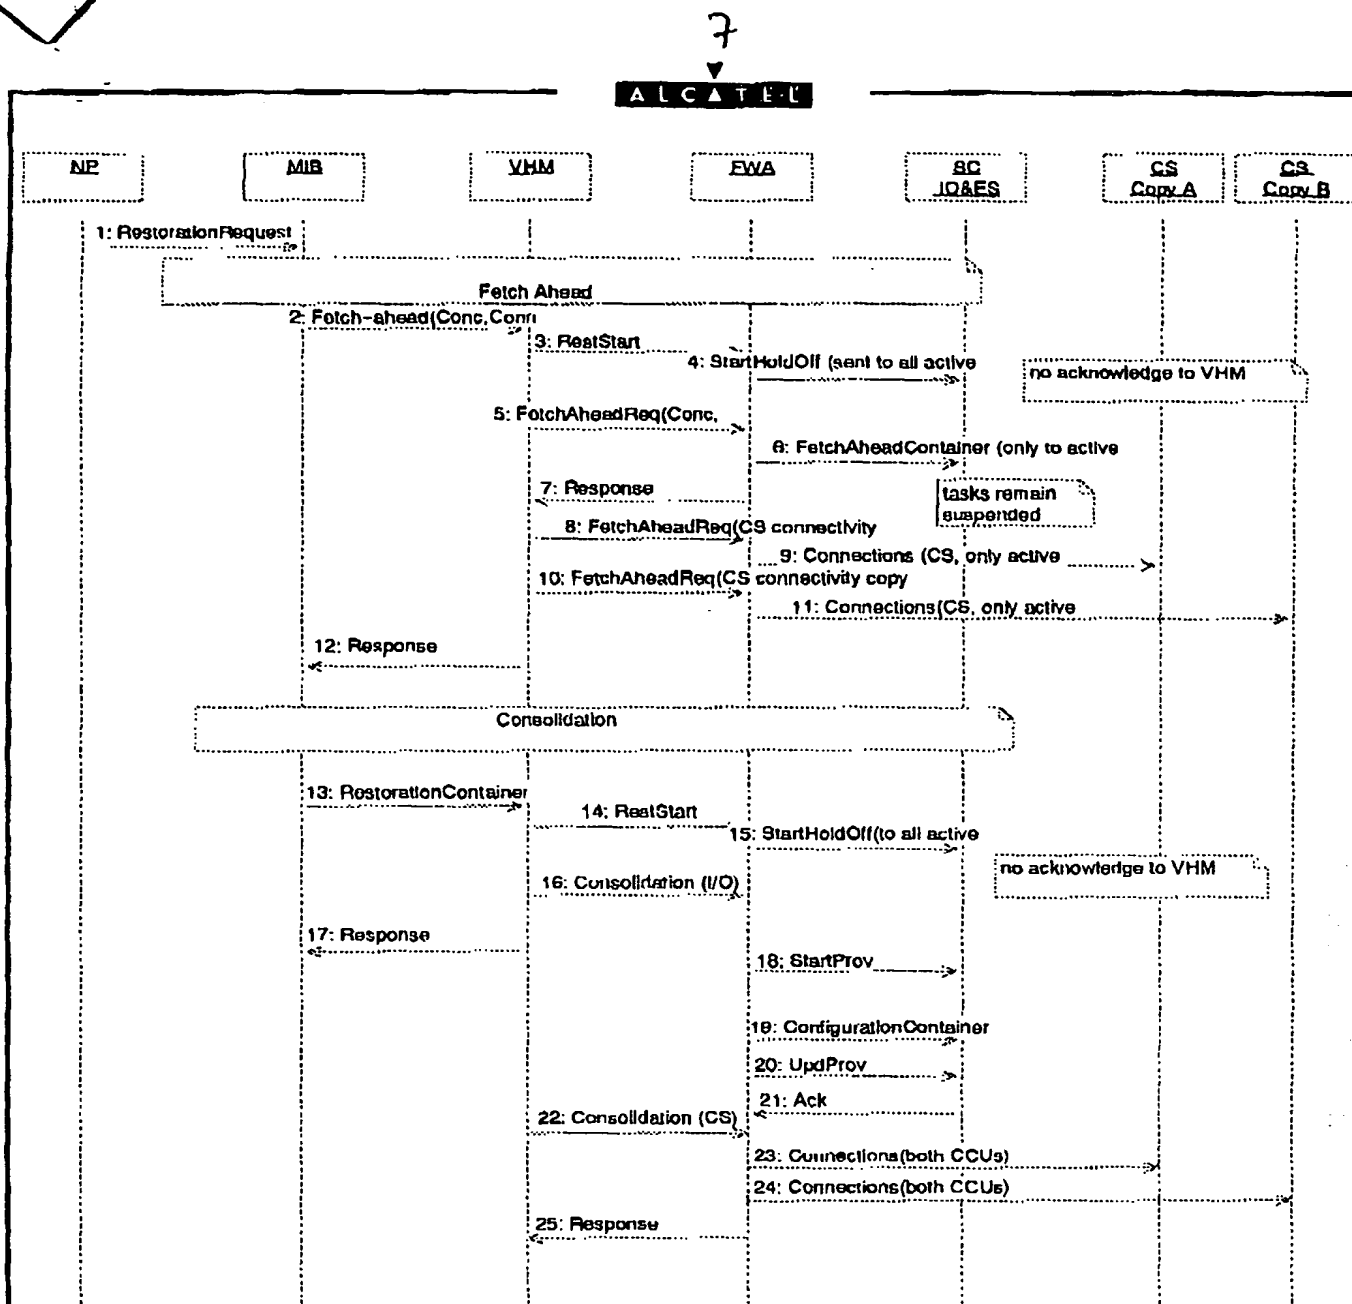 7
ALCATEL
NP
MIB
VHM
FWA
SC
IO&ES
CS
Copy A
CS
Copy B
1: RestorationRequest
Fetch Ahead
2: Fetch-ahead(Conc,Conn
3: RestStart
4: StartHoldOff (sent to all active
no acknowledge to VHM
5: FetchAheadReq(Conc,
6: FetchAheadContainer (only to active
7: Response
tasks remain
suspended
8: FetchAheadReq(CS connectivity
9: Connections (CS, only active
10: FetchAheadReq(CS connectivity copy
11: Connections(CS, only active
12: Response
Consolidation
13: RestorationContainer
14: RestStart
15: StartHoldOff(to all active
no acknowledge to VHM
16: Consolidation (I/O)
17: Response
18: StartProv
19: ConfigurationContainer
20: UpdProv
21: Ack
22: Consolidation (CS)
23: Connections(both CCUs)
24: Connections(both CCUs)
25: Response